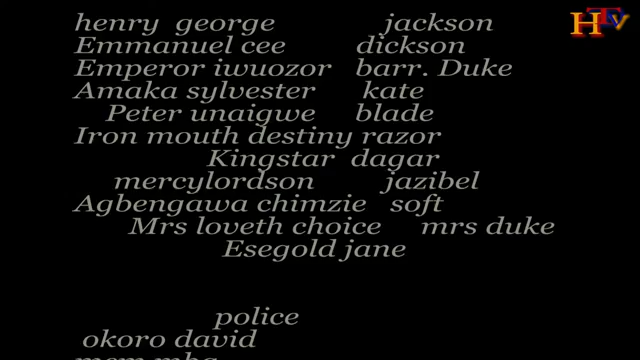 henry george jackson
Emmanuel cee dickson
Emperor iwuozor barr. Duke
Amaka sylvester kate
Peter unaigwe blade
Iron mouth destiny razor
Kingstar dagar
mercylordson jazibel
Agbengawa chimzie soft
Mrs loveth choice mrs duke
Esegold jane
police
okoro david
HTV